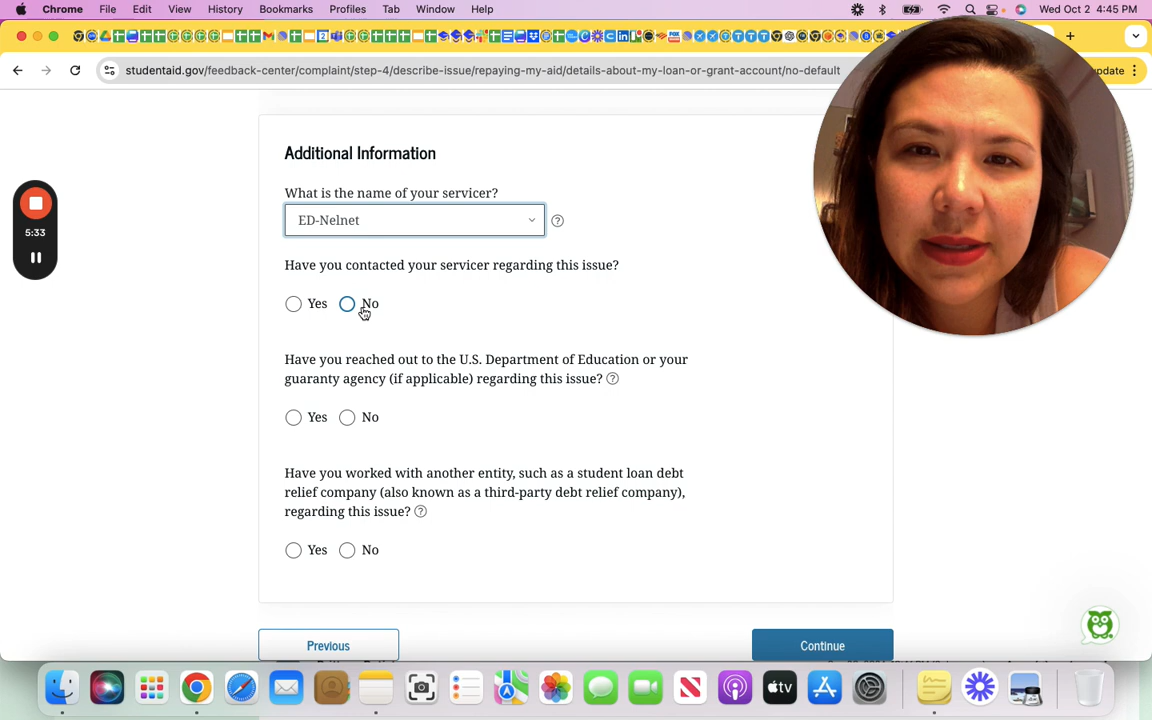 Chrome File Edit View History Bookmarks Profiles Tab Window Help
Wed Oct 2 4:45 PM
studentaid.gov/feedback-center/complaint/step-4/describe-issue/repaying-my-aid/details-about-my-loan-or-grant-account/no-default
update
Additional Information
What is the name of your servicer?
ED-Nelnet
5:33
Have you contacted your servicer regarding this issue?
Yes No
Have you reached out to the U.S. Department of Education or your
guaranty agency (if applicable) regarding this issue?
Yes No
Have you worked with another entity, such as a student loan debt
relief company (also known as a third-party debt relief company),
regarding this issue?
Yes No
Previous
Continue
tv